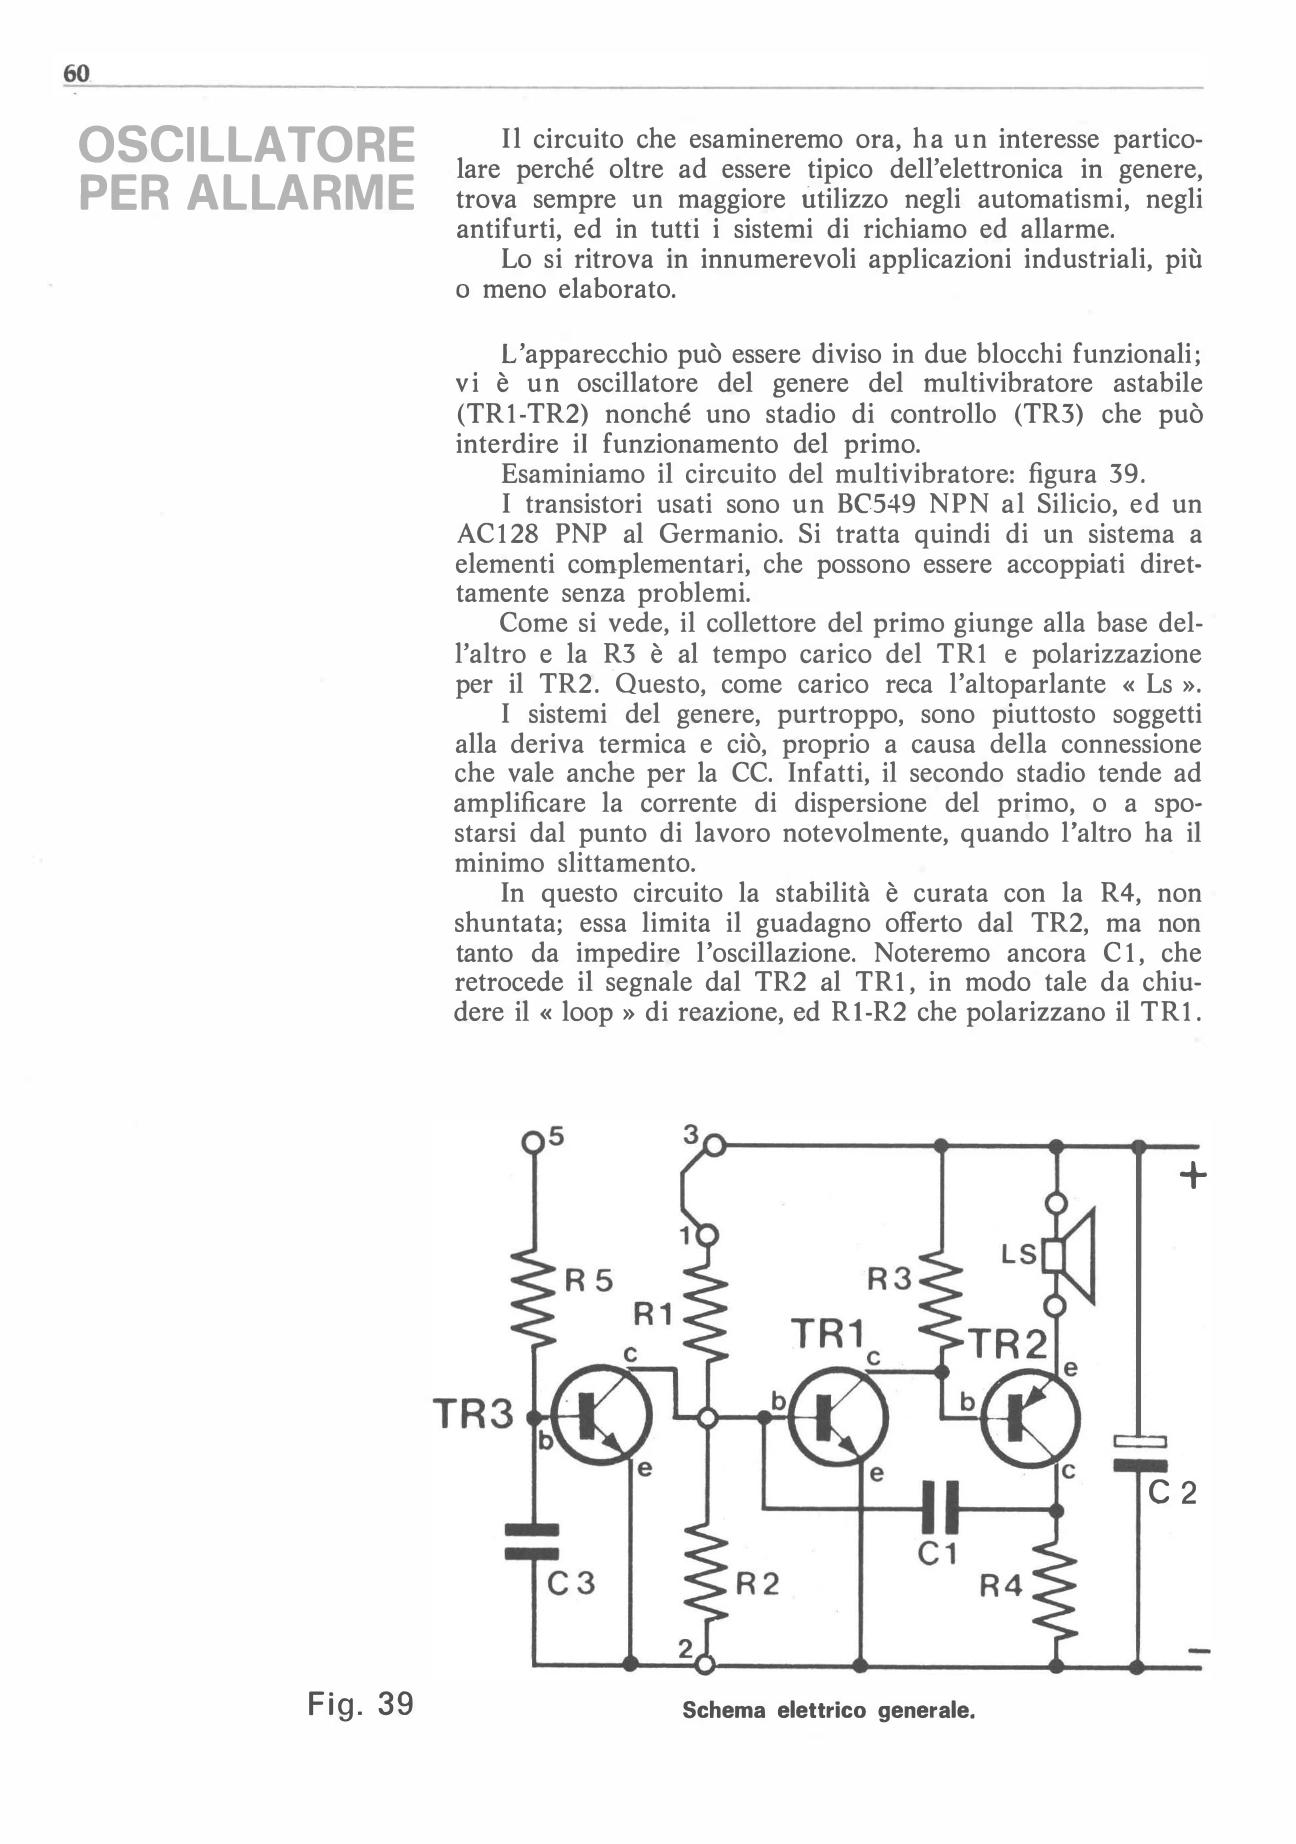 60
OSCILLATORE
PER ALLARME
Il circuito che esamineremo ora, ha un interesse partico-
lare perché oltre ad essere tipico dell'elettronica in genere,
trova sempre un maggiore utilizzo negli automatismi, negli
antifurti, ed in tutti i sistemi di richiamo ed allarme.
Lo si ritrova in innumerevoli applicazioni industriali, più
o meno elaborato.
L'apparecchio può essere diviso in due blocchi funzionali;
vi è un oscillatore del genere del multivibratore astabile
(TR1-TR2) nonché uno stadio di controllo (TR3) che può
interdire il funzionamento del primo.
Esaminiamo il circuito del multivibratore: figura 39.
I transistori usati sono un BC549 NPN al Silicio, ed un
AC128 PNP al Germanio. Si tratta quindi di un sistema a
elementi complementari, che possono essere accoppiati diret-
tamente senza problemi.
Come si vede, il collettore del primo giunge alla base del-
l'altro e la R3 è al tempo carico del TR1 e polarizzazione
per il TR2. Questo, come carico reca l'altoparlante « Ls ».
I sistemi del genere, purtroppo, sono piuttosto soggetti
alla deriva termica e ciò, proprio a causa della connessione
che vale anche per la CC. Infatti, il secondo stadio tende ad
amplificare la corrente di dispersione del primo, o a spo-
starsi dal punto di lavoro notevolmente, quando l'altro ha il
minimo slittamento.
In questo circuito la stabilità è curata con la R4, non
shuntata; essa limita il guadagno offerto dal TR2, ma non
tanto da impedire l'oscillazione. Noteremo ancora C1, che
retrocede il segnale dal TR2 al TR1, in modo tale da chiu-
dere il « loop » di reazione, ed R1-R2 che polarizzano il TR1.
5
3
+
1
LS
R5
R3
R1
TR1
TR2
c
c
e
TR3
b
b
b
e
e
c
C2
C1
C3
R2
R4
2
−
Fig. 39
Schema elettrico generale.